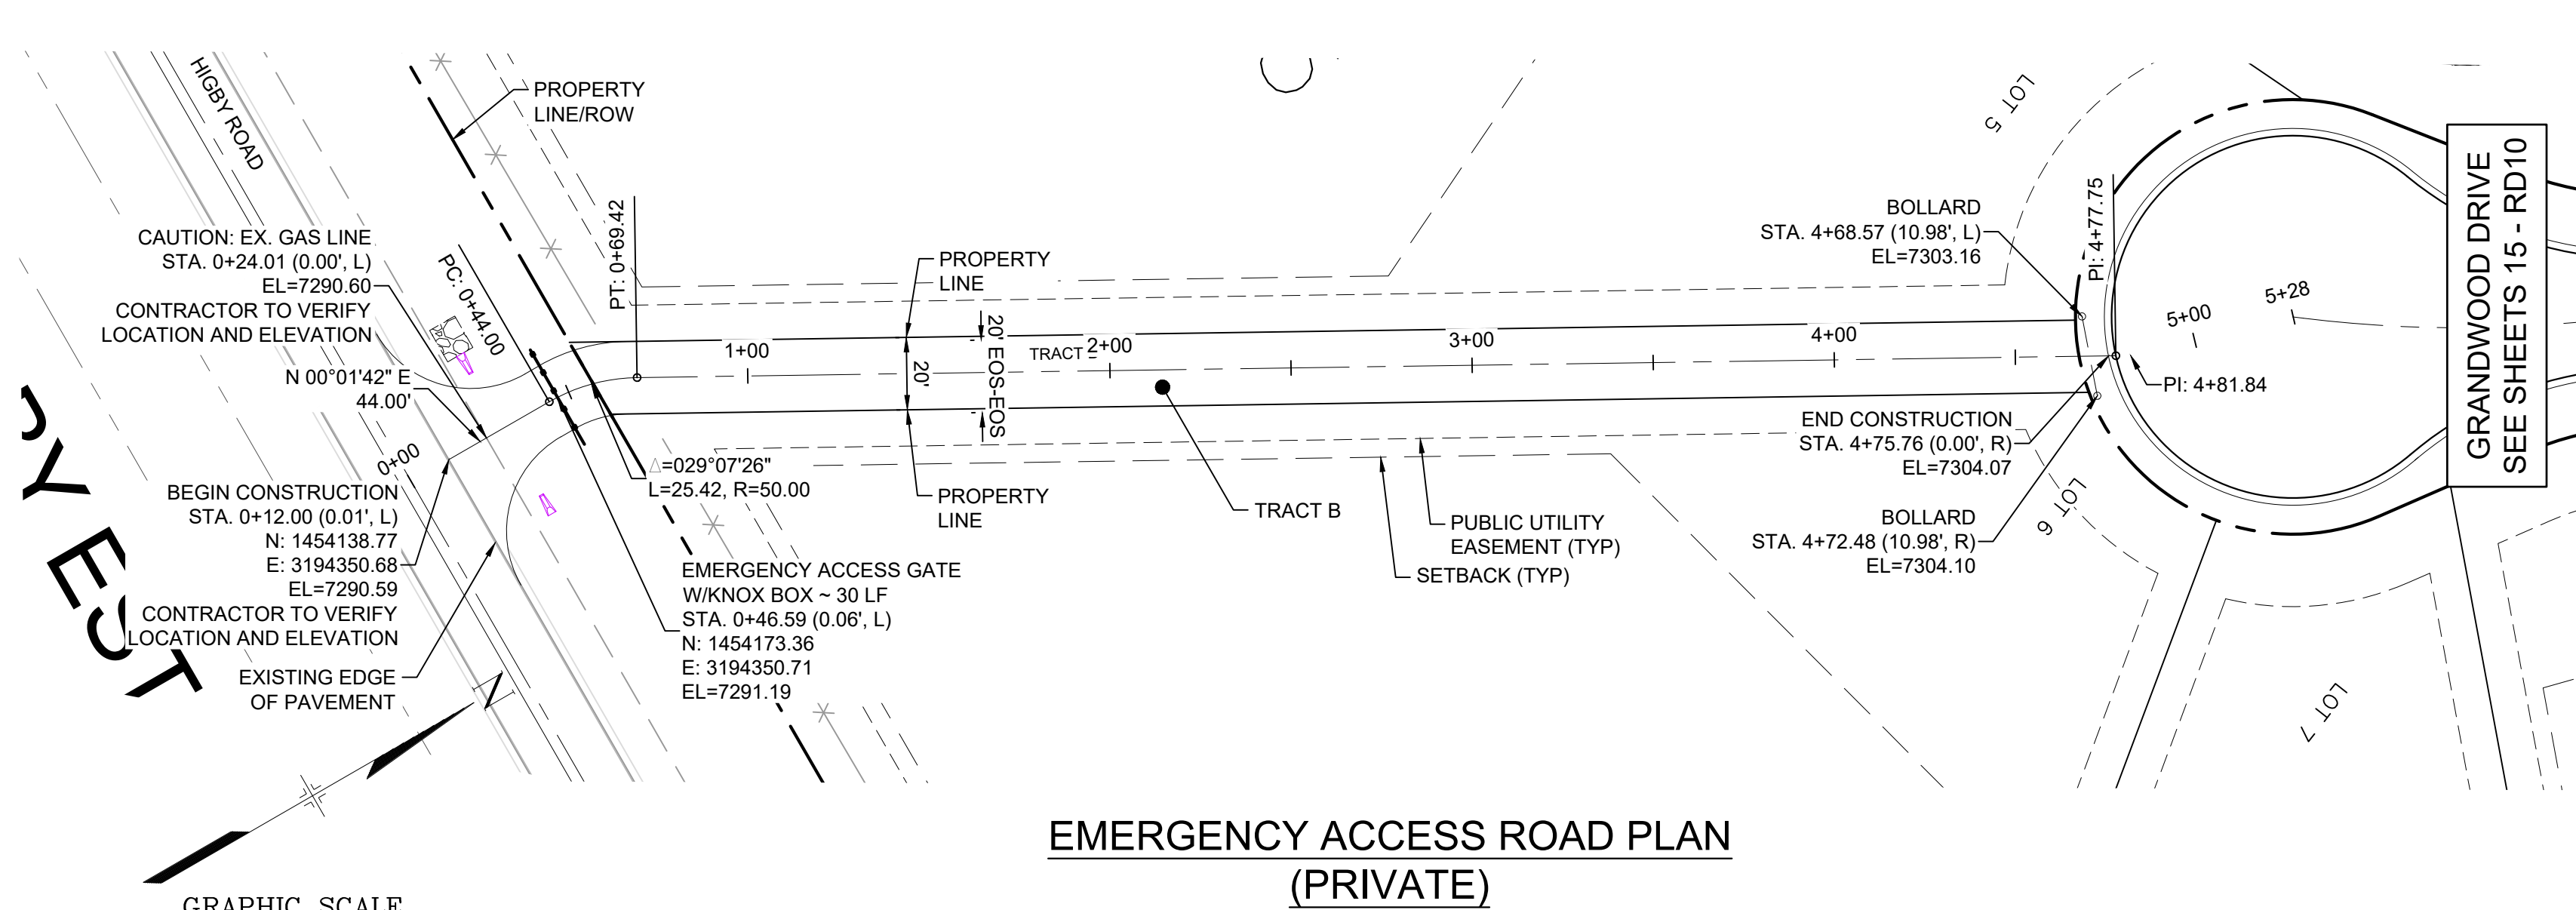 HIGBY ROAD
PROPERTY
LINE/ROW
CAUTION: EX. GAS LINE
STA. 0+24.01 (0.00', L)
EL=7290.60
CONTRACTOR TO VERIFY
LOCATION AND ELEVATION
PC: 0+44.00
PT: 0+69.42
N 00°01'42" E
44.00'
0+00
BEGIN CONSTRUCTION
STA. 0+12.00 (0.01', L)
N: 1454138.77
E: 3194350.68
EL=7290.59
CONTRACTOR TO VERIFY
LOCATION AND ELEVATION
EXISTING EDGE
OF PAVEMENT
EST
N
GRAPHIC SCALE
Δ=029°07'26"
L=25.42, R=50.00
EMERGENCY ACCESS GATE
W/KNOX BOX ~ 30 LF
STA. 0+46.59 (0.06', L)
N: 1454173.36
E: 3194350.71
EL=7291.19
PROPERTY
LINE
1+00
20'
20' EOS-EOS
TRACT
2+00
3+00
4+00
PROPERTY
LINE
TRACT B
PUBLIC UTILITY
EASEMENT (TYP)
SETBACK (TYP)
BOLLARD
STA. 4+68.57 (10.98', L)
EL=7303.16
LOT 5
PI: 4+77.75
5+00
5+28
PI: 4+81.84
END CONSTRUCTION
STA. 4+75.76 (0.00', R)
EL=7304.07
BOLLARD
STA. 4+72.48 (10.98', R)
EL=7304.10
LOT 6
LOT 7
GRANDWOOD DRIVE
SEE SHEETS 15 - RD10
EMERGENCY ACCESS ROAD PLAN
(PRIVATE)